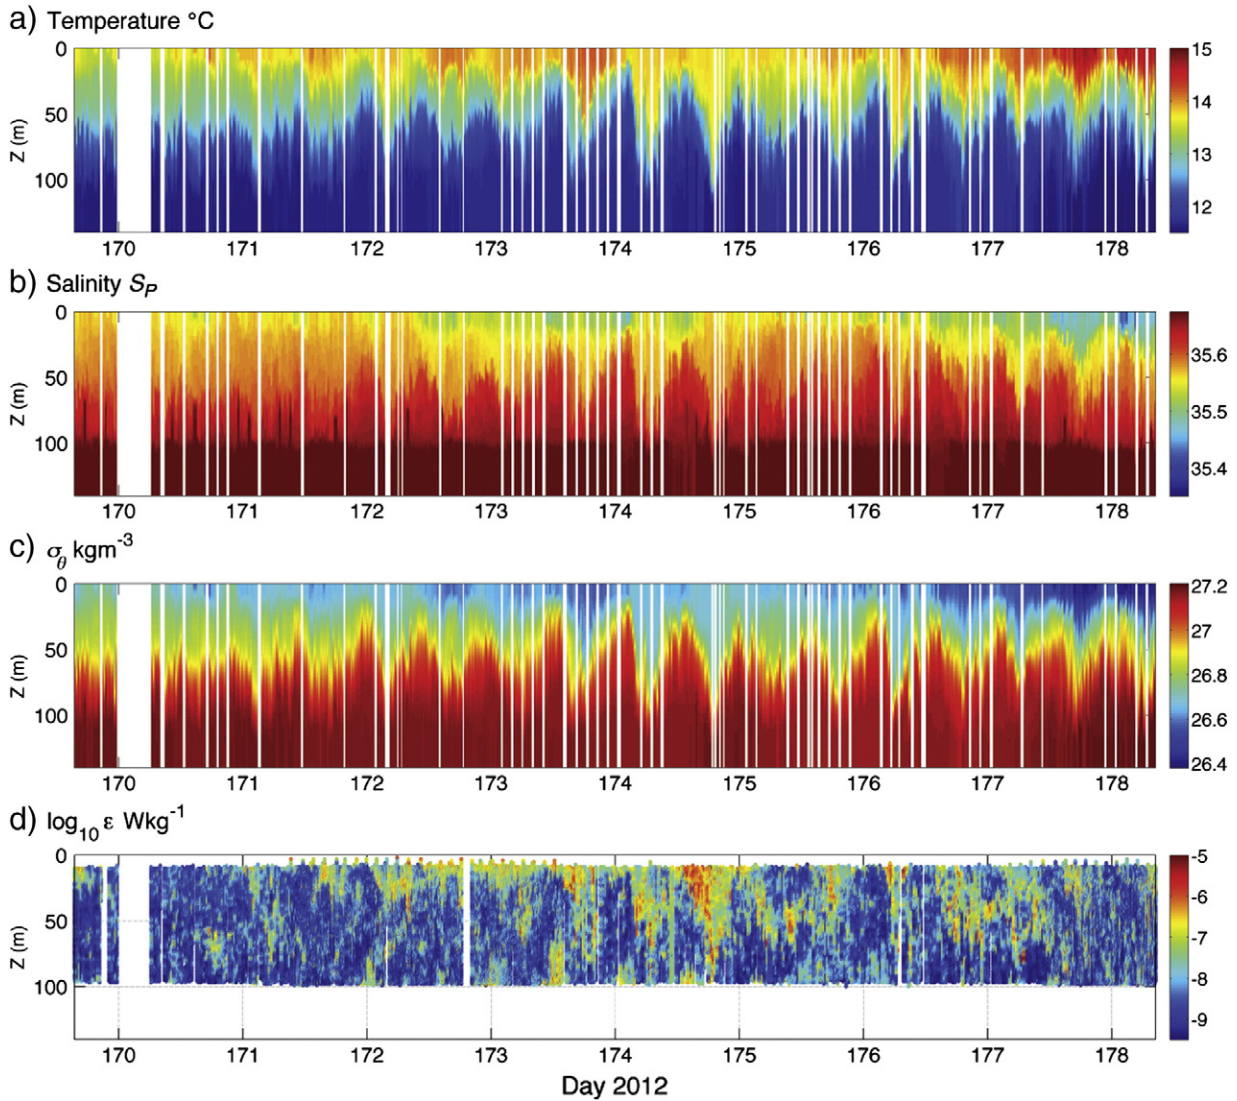 a) Temperature °C
0
50
100
Z (m)
15
14
13
12
170 171 172 173 174 175 176 177 178
b) Salinity S_P
0
50
100
Z (m)
35.6
35.5
35.4
170 171 172 173 174 175 176 177 178
c) σ_θ kgm^-3
0
50
100
Z (m)
27.2
27
26.8
26.6
26.4
170 171 172 173 174 175 176 177 178
d) log_10 ε Wkg^-1
0
50
100
Z (m)
-5
-6
-7
-8
-9
170 171 172 173 174 175 176 177 178
Day 2012